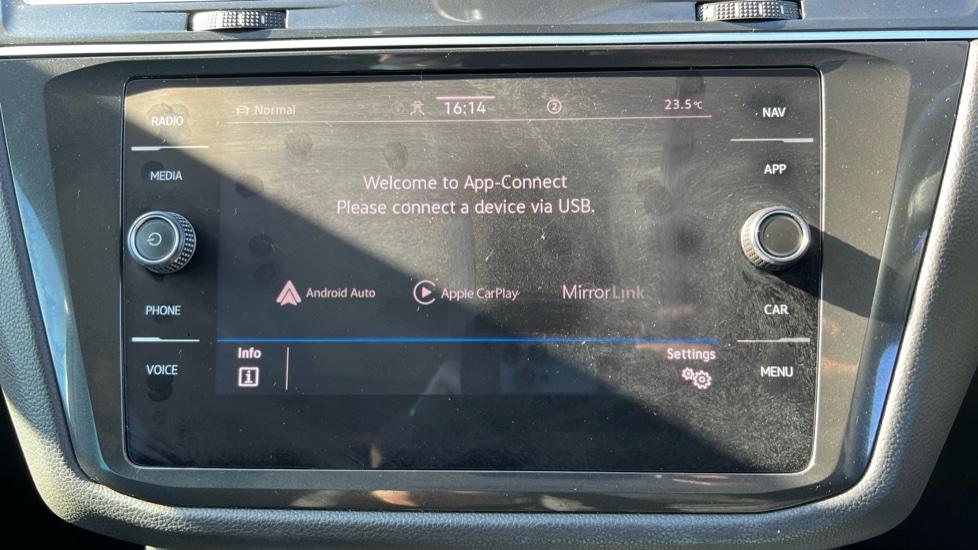 RADIO
MEDIA
PHONE
VOICE
Normal 16:14 2 23.5°C
Welcome to App-Connect
Please connect a device via USB.
Android Auto Apple CarPlay MirrorLink
Info Settings
i
NAV
APP
CAR
MENU